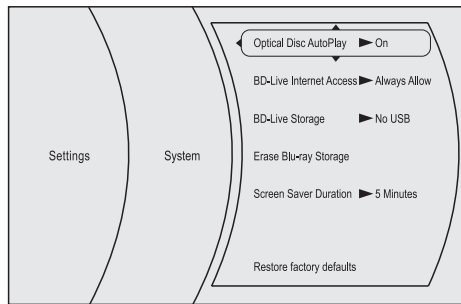 Settings
System
Optical Disc AutoPlay On
BD-Live Internet Access Always Allow
BD-Live Storage No USB
Erase Blu-ray Storage
Screen Saver Duration 5 Minutes
Restore factory defaults